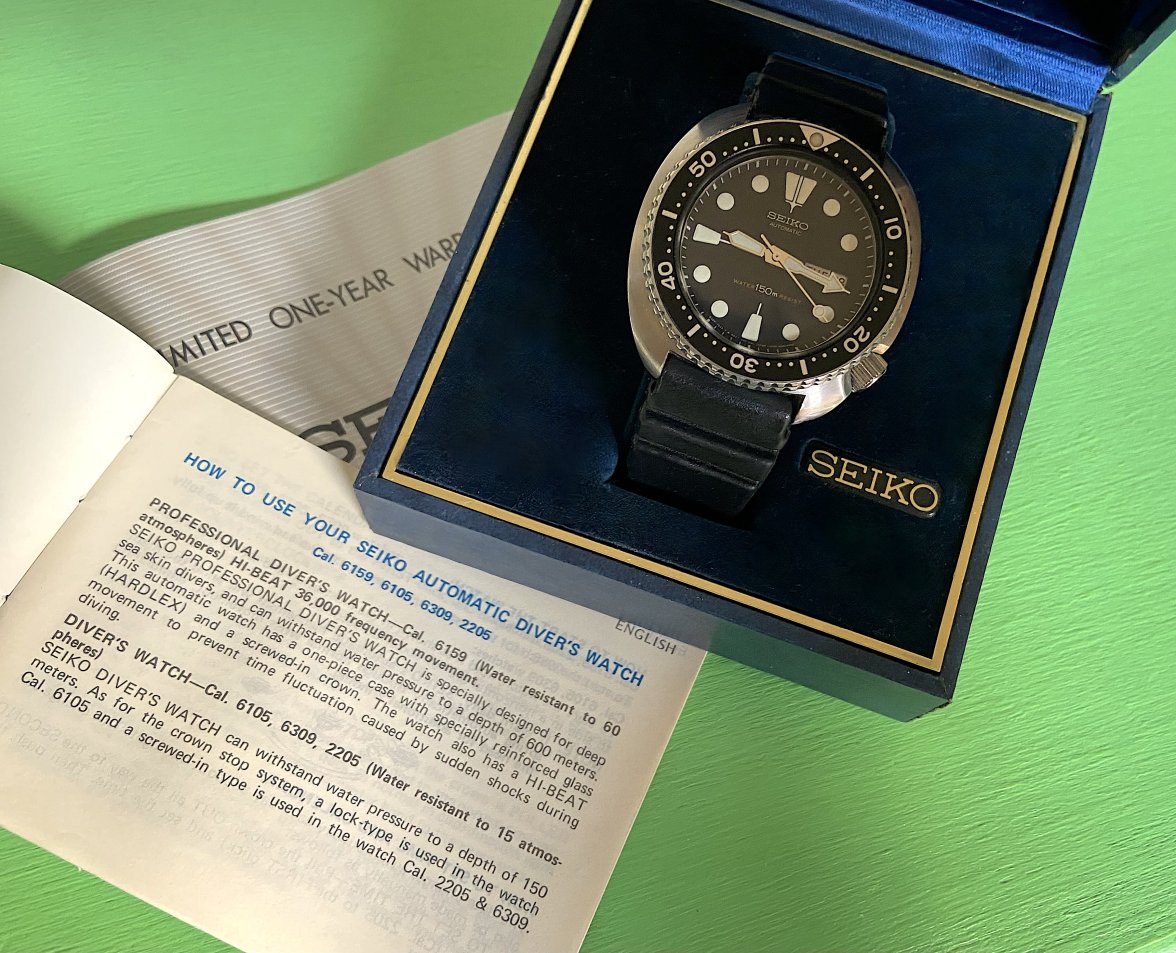 LIMITED ONE-YEAR WARR
SE
HOW TO USE YOUR SEIKO AUTOMATIC DIVER'S WATCH
Cal. 6159, 6105, 6309, 2205
ENGLISH
PROFESSIONAL DIVER'S WATCH—Cal. 6159 (Water resistant to 60
atmospheres) HI-BEAT 36,000 frequency movement.
SEIKO PROFESSIONAL DIVER'S WATCH is specially designed for deep
sea skin divers, and can withstand water pressure to a depth of 600 meters.
This automatic watch has a one-piece case with specially reinforced glass
(HARDLEX) and a screwed-in crown. The watch also has a HI-BEAT
movement to prevent time fluctuation caused by sudden shocks during
diving.
DIVER'S WATCH—Cal. 6105, 6309, 2205 (Water resistant to 15 atmos-
pheres)
SEIKO DIVER'S WATCH can withstand water pressure to a depth of 150
meters. As for the crown stop system, a lock-type is used in the watch
Cal. 6105 and a screwed-in type is used in the watch Cal. 2205 & 6309.
50
10
40
20
30
SEIKO
AUTOMATIC
WATER 150m RESIST
SEIKO